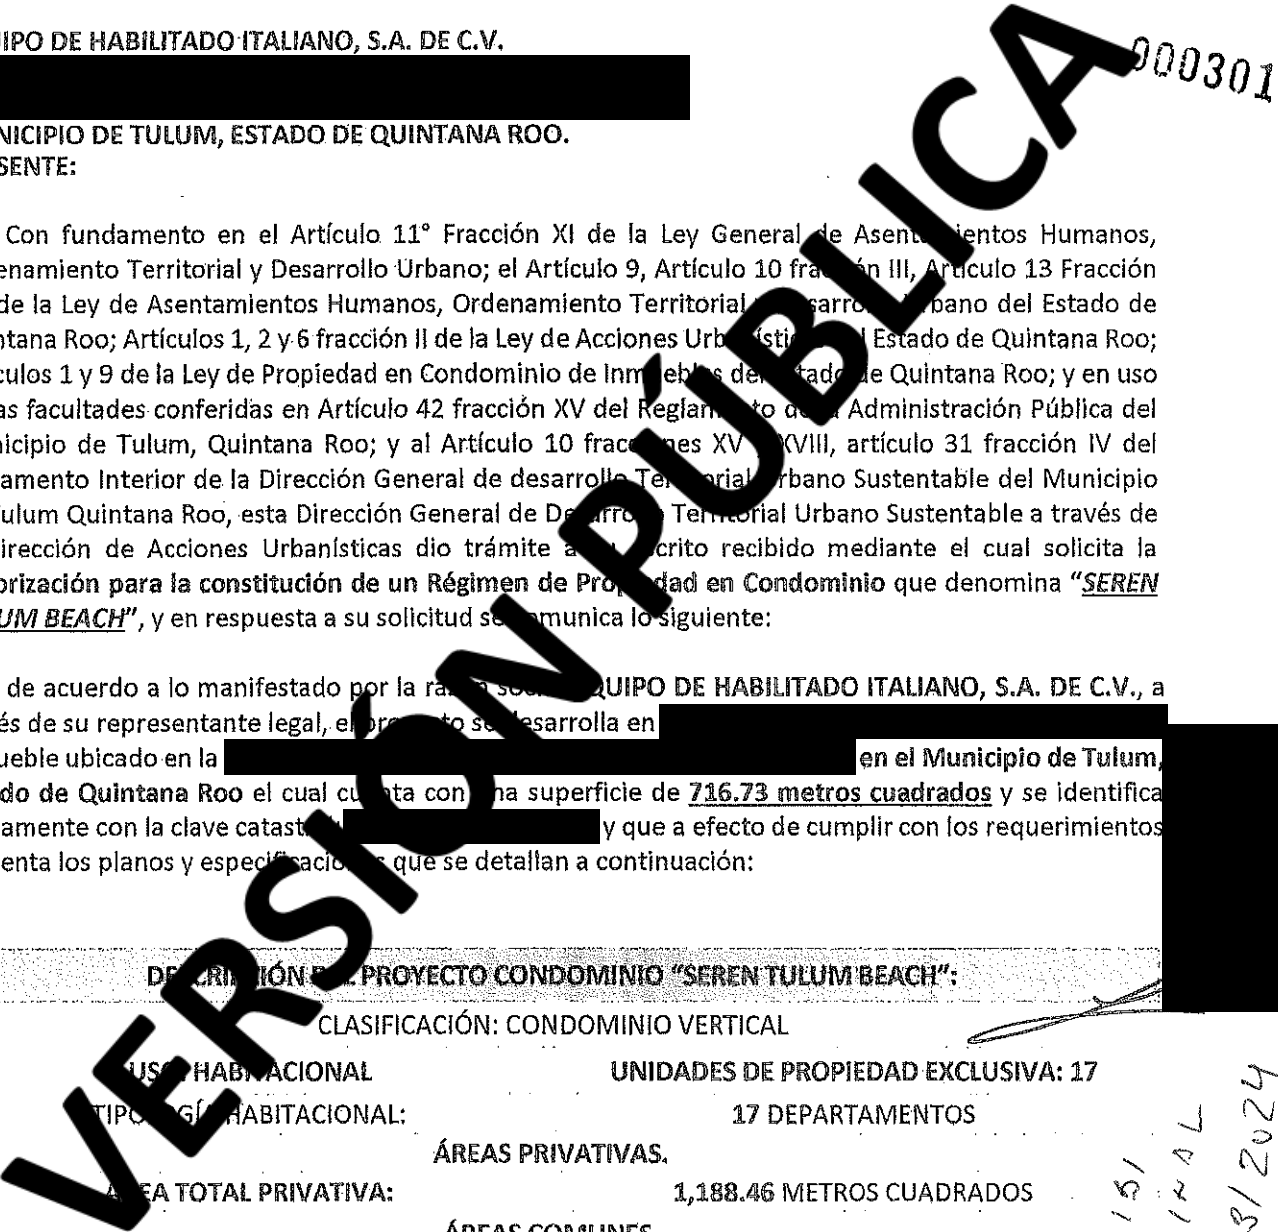 IPO DE HABILITADO ITALIANO, S.A. DE C.V.
000301
NICIPIO DE TULUM, ESTADO DE QUINTANA ROO.
SENTE:
Con fundamento en el Artículo 11° Fracción XI de la Ley General de Asentamientos Humanos,
enamiento Territorial y Desarrollo Urbano; el Artículo 9, Artículo 10 fracción III, Artículo 13 Fracción
de la Ley de Asentamientos Humanos, Ordenamiento Territorial y Desarrollo Urbano del Estado de
ntana Roo; Artículos 1, 2 y 6 fracción II de la Ley de Acciones Urbanísticas del Estado de Quintana Roo;
culos 1 y 9 de la Ley de Propiedad en Condominio de Inmuebles del Estado de Quintana Roo; y en uso
as facultades conferidas en Artículo 42 fracción XV del Reglamento de la Administración Pública del
nicipio de Tulum, Quintana Roo; y al Artículo 10 fracciones XV y XVIII, artículo 31 fracción IV del
amento Interior de la Dirección General de desarrollo Territorial Urbano Sustentable del Municipio
ulum Quintana Roo, esta Dirección General de Desarrollo Territorial Urbano Sustentable a través de
irección de Acciones Urbanísticas dio trámite a su escrito recibido mediante el cual solicita la
orización para la constitución de un Régimen de Propiedad en Condominio que denomina "SEREN
UM BEACH", y en respuesta a su solicitud se comunica lo siguiente:
de acuerdo a lo manifestado por la razón social EQUIPO DE HABILITADO ITALIANO, S.A. DE C.V., a
és de su representante legal, el proyecto se desarrolla en
ueble ubicado en la en el Municipio de Tulum,
do de Quintana Roo el cual cuenta con una superficie de 716.73 metros cuadrados y se identifica
amente con la clave catastral y que a efecto de cumplir con los requerimientos
enta los planos y especificaciones que se detallan a continuación:
DESCRIPCIÓN DEL PROYECTO CONDOMINIO "SEREN TULUM BEACH":
CLASIFICACIÓN: CONDOMINIO VERTICAL
USO: HABITACIONAL UNIDADES DE PROPIEDAD EXCLUSIVA: 17
TIPOLOGÍA HABITACIONAL: 17 DEPARTAMENTOS
ÁREAS PRIVATIVAS.
ÁREA TOTAL PRIVATIVA: 1,188.46 METROS CUADRADOS
ÁREAS COMUNES
VERSIÓN PÚBLICA